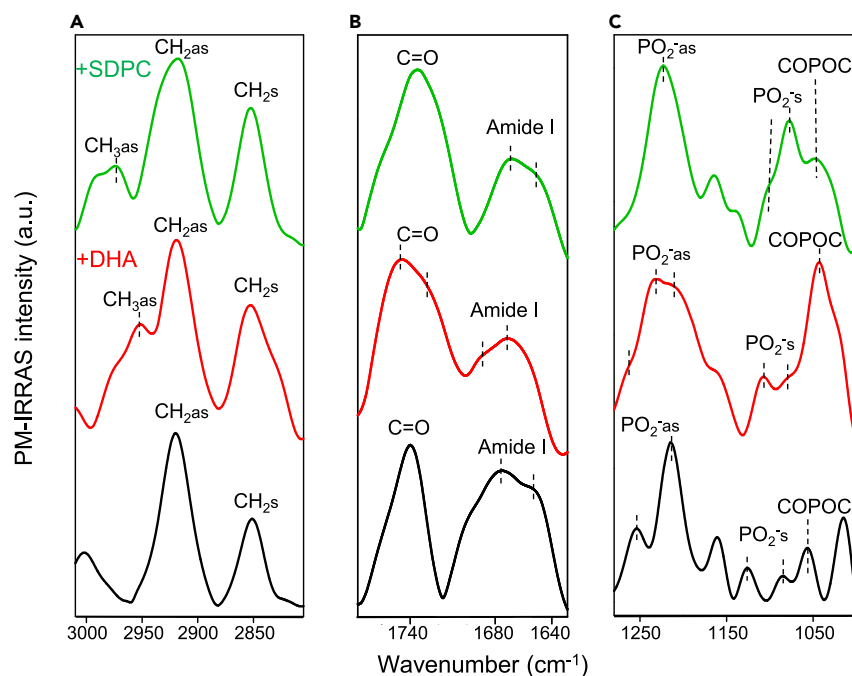 A
B
C
+SDPC
CH₃as
CH₂as
CH₂s
+DHA
CH₃as
CH₂as
CH₂s
CH₂as
CH₂s
C=O
Amide I
C=O
Amide I
C=O
Amide I
PO₂⁻as
PO₂⁻s
COPOC
PO₂⁻as
PO₂⁻s
COPOC
PO₂⁻as
PO₂⁻s
COPOC
PM-IRRAS intensity (a.u.)
3000 2950 2900 2850
1740 1680 1640
1250 1150 1050
Wavenumber (cm⁻¹)